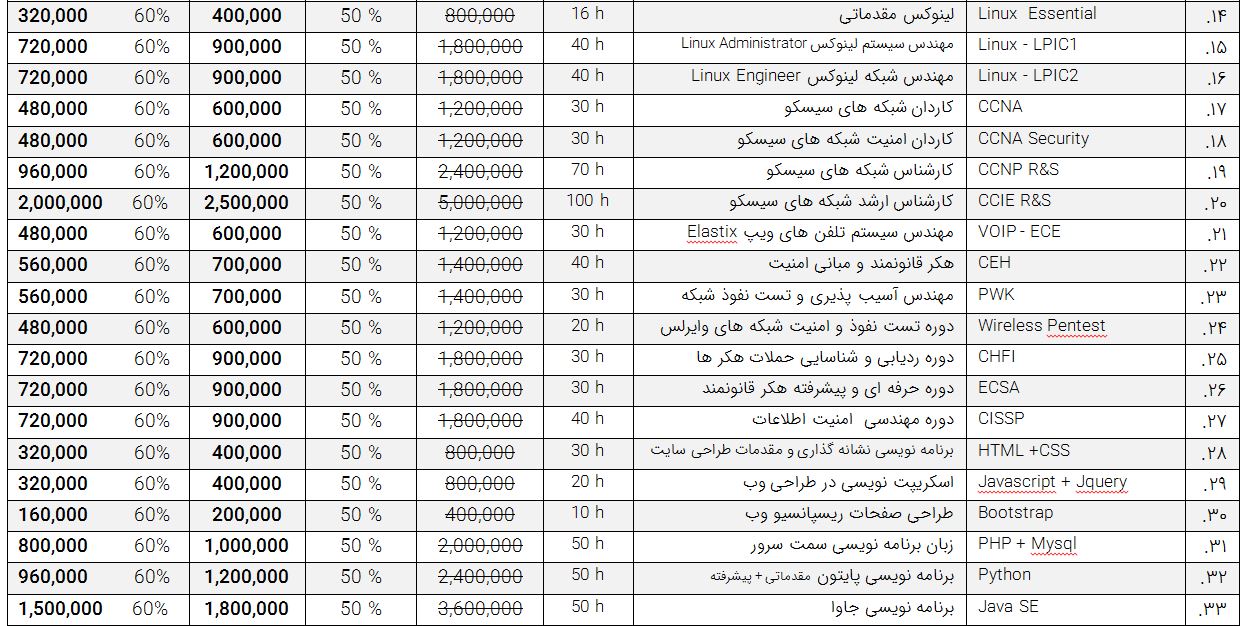 .۱۴ Linux Essential لینوکس مقدماتی 16 h 800,000 50 % 400,000 60% 320,000
.۱۵ Linux - LPIC1 مهندس سیستم لینوکس Linux Administrator 40 h 1,800,000 50 % 900,000 60% 720,000
.۱۶ Linux - LPIC2 مهندس شبکه لینوکس Linux Engineer 40 h 1,800,000 50 % 900,000 60% 720,000
.۱۷ CCNA کاردان شبکه های سیسکو 30 h 1,200,000 50 % 600,000 60% 480,000
.۱۸ CCNA Security کاردان امنیت شبکه های سیسکو 30 h 1,200,000 50 % 600,000 60% 480,000
.۱۹ CCNP R&S کارشناس شبکه های سیسکو 70 h 2,400,000 50 % 1,200,000 60% 960,000
.۲۰ CCIE R&S کارشناس ارشد شبکه های سیسکو 100 h 5,000,000 50 % 2,500,000 60% 2,000,000
.۲۱ VOIP - ECE مهندس سیستم تلفن های ویپ Elastix 30 h 1,200,000 50 % 600,000 60% 480,000
.۲۲ CEH هکر قانونمند و مبانی امنیت 40 h 1,400,000 50 % 700,000 60% 560,000
.۲۳ PWK مهندس آسیب پذیری و تست نفوذ شبکه 30 h 1,400,000 50 % 700,000 60% 560,000
.۲۴ Wireless Pentest دوره تست نفوذ و امنیت شبکه های وایرلس 20 h 1,200,000 50 % 600,000 60% 480,000
.۲۵ CHFI دوره ردیابی و شناسایی حملات هکر ها 30 h 1,800,000 50 % 900,000 60% 720,000
.۲۶ ECSA دوره حرفه ای و پیشرفته هکر قانونمند 30 h 1,800,000 50 % 900,000 60% 720,000
.۲۷ CISSP دوره مهندسی امنیت اطلاعات 40 h 1,800,000 50 % 900,000 60% 720,000
.۲۸ HTML +CSS برنامه نویسی نشانه گذاری و مقدمات طراحی سایت 30 h 800,000 50 % 400,000 60% 320,000
.۲۹ Javascript + Jquery اسکریپت نویسی در طراحی وب 20 h 800,000 50 % 400,000 60% 320,000
.۳۰ Bootstrap طراحی صفحات ریسپانسیو وب 10 h 400,000 50 % 200,000 60% 160,000
.۳۱ PHP + Mysql زبان برنامه نویسی سمت سرور 50 h 2,000,000 50 % 1,000,000 60% 800,000
.۳۲ Python برنامه نویسی پایتون مقدماتی + پیشرفته 50 h 2,400,000 50 % 1,200,000 60% 960,000
.۳۳ Java SE برنامه نویسی جاوا 50 h 3,600,000 50 % 1,800,000 60% 1,500,000